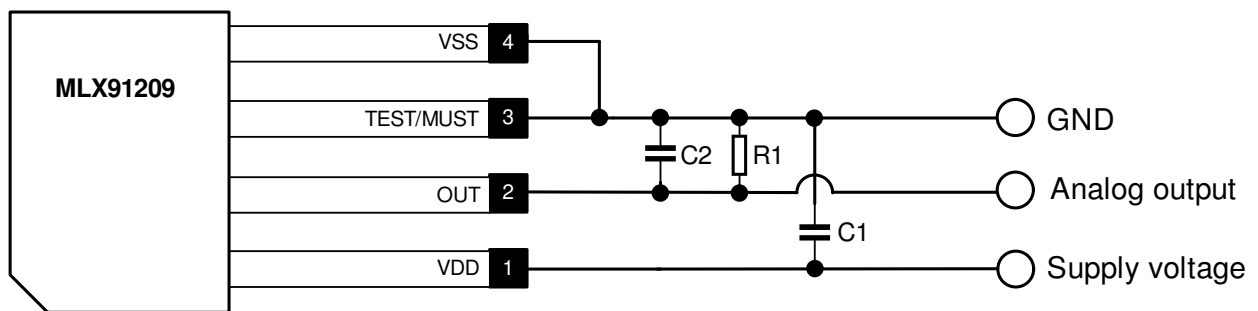 VSS 4
MLX91209
TEST/MUST 3
GND
C2 R1
OUT 2
Analog output
C1
VDD 1
Supply voltage